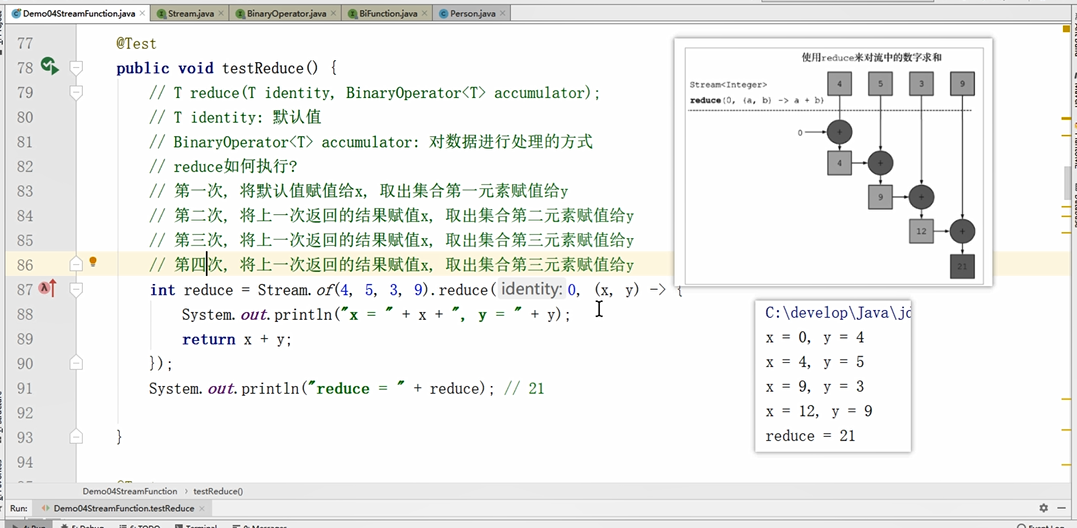 Demo04StreamFunction.java Stream.java BinaryOperator.java BiFunction.java Person.java
77 @Test
78 public void testReduce() {
79 // T reduce(T identity, BinaryOperator<T> accumulator);
80 // T identity: 默认值
81 // BinaryOperator<T> accumulator: 对数据进行处理的方式
82 // reduce如何执行?
83 // 第一次, 将默认值赋值给x, 取出集合第一元素赋值给y
84 // 第二次, 将上一次返回的结果赋值x, 取出集合第二元素赋值给y
85 // 第三次, 将上一次返回的结果赋值x, 取出集合第三元素赋值给y
86 // 第四次, 将上一次返回的结果赋值x, 取出集合第三元素赋值给y
87 int reduce = Stream.of(4, 5, 3, 9).reduce( identity: 0, (x, y) -> {
88 System.out.println("x = " + x + ", y = " + y);
89 return x + y;
90 });
91 System.out.println("reduce = " + reduce); // 21
92
93 }
94
使用reduce来对流中的数字求和
Stream<Integer>
4 5 3 9
reduce(0, (a, b) -> a + b)
0 +
4 +
9 +
12 +
21
C:\develop\Java\jd
x = 0, y = 4
x = 4, y = 5
x = 9, y = 3
x = 12, y = 9
reduce = 21
Demo04StreamFunction › testReduce()
Run: Demo04StreamFunction.testReduce